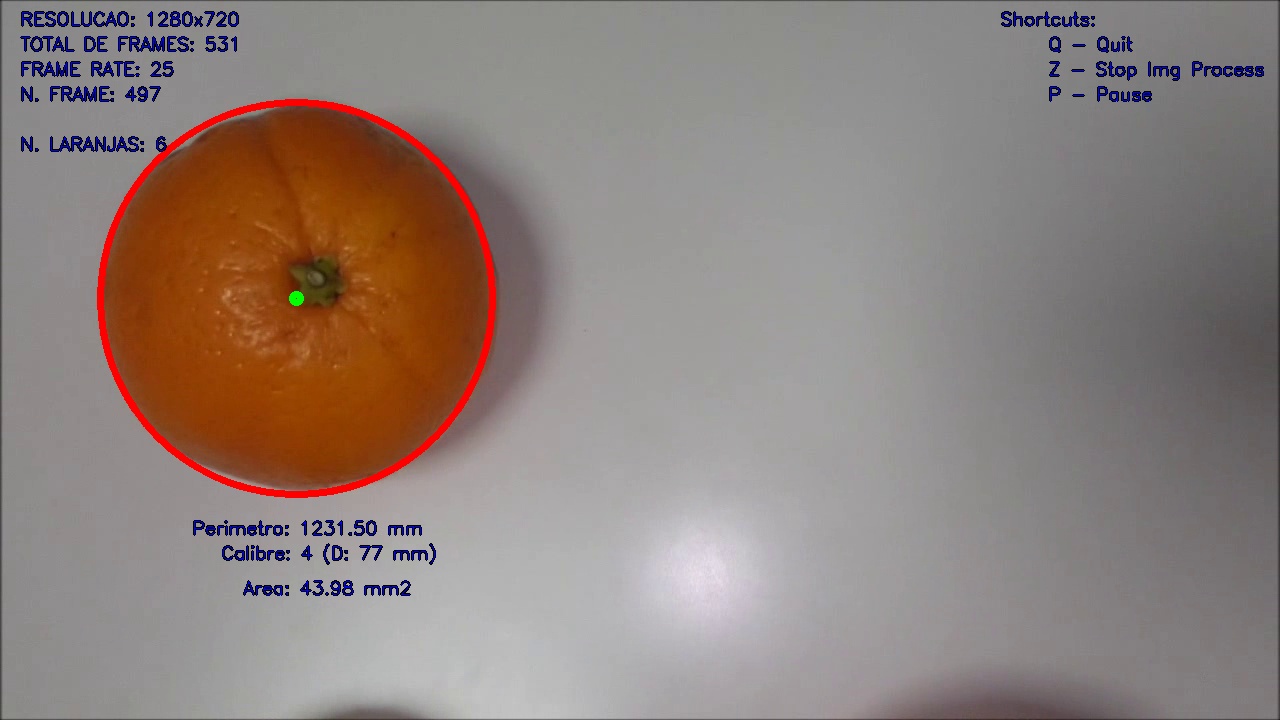 RESOLUCAO: 1280x720
TOTAL DE FRAMES: 531
FRAME RATE: 25
N. FRAME: 497
N. LARANJAS: 6
Shortcuts:
Q - Quit
Z - Stop Img Process
P - Pause
Perimetro: 1231.50 mm
Calibre: 4 (D: 77 mm)
Area: 43.98 mm2